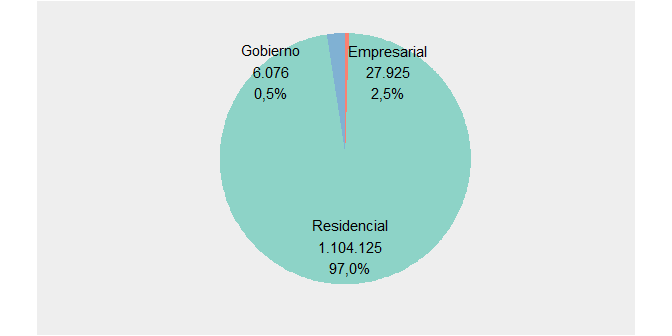 Gobierno
6.076
0,5%
Empresarial
27.925
2,5%
Residencial
1.104.125
97,0%